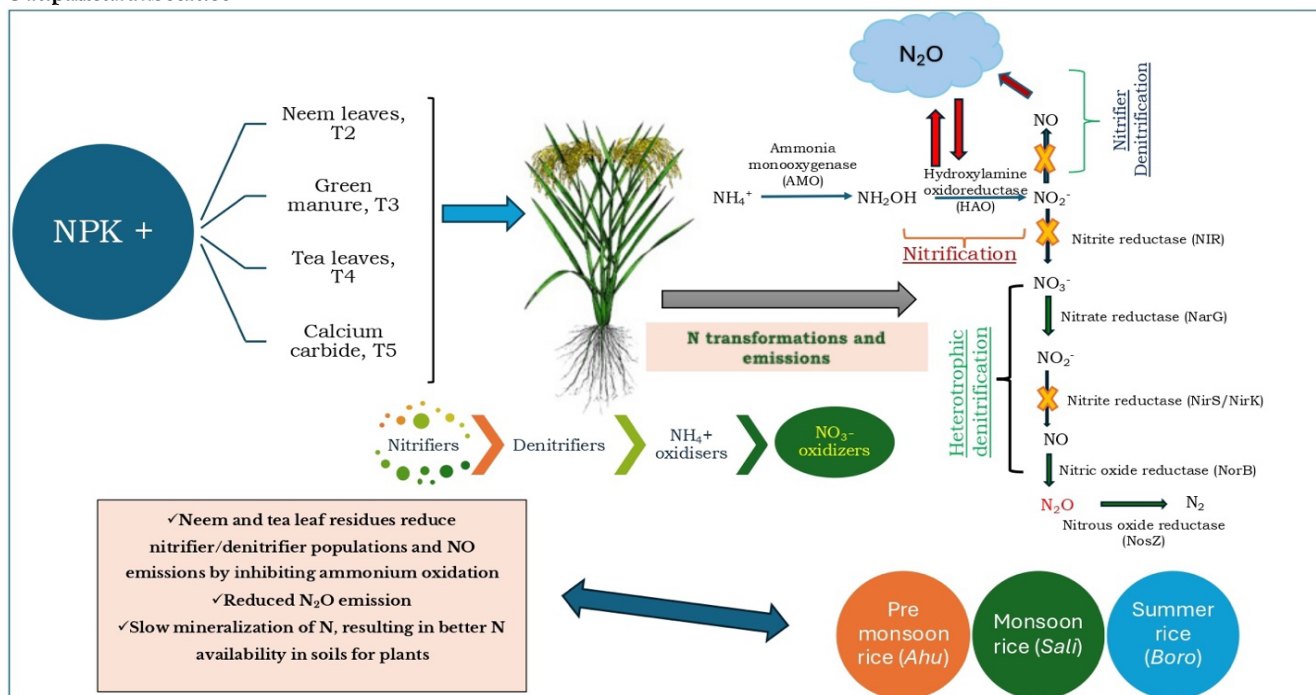 NPK +
Neem leaves,
T2
Green
manure, T3
Tea leaves,
T4
Calcium
carbide, T5
N₂O
NO
Nitrifier
Denitrification
Ammonia
monooxygenase
(AMO)
Hydroxylamine
oxidoreductase
(HAO)
NH₄⁺
NH₂OH
NO₂⁻
Nitrification
Nitrite reductase (NIR)
NO₃⁻
Nitrate reductase (NarG)
NO₂⁻
Nitrite reductase (NirS/NirK)
NO
Nitric oxide reductase (NorB)
N₂O
N₂
Nitrous oxide reductase
(NosZ)
Heterotrophic
denitrification
N transformations and
emissions
Nitrifiers
Denitrifiers
NH₄+
oxidisers
NO₃-
oxidizers
✓Neem and tea leaf residues reduce
nitrifier/denitrifier populations and NO
emissions by inhibiting ammonium oxidation
✓Reduced N₂O emission
✓Slow mineralization of N, resulting in better N
availability in soils for plants
Pre
monsoon
rice (Ahu)
Monsoon
rice (Sali)
Summer
rice
(Boro)